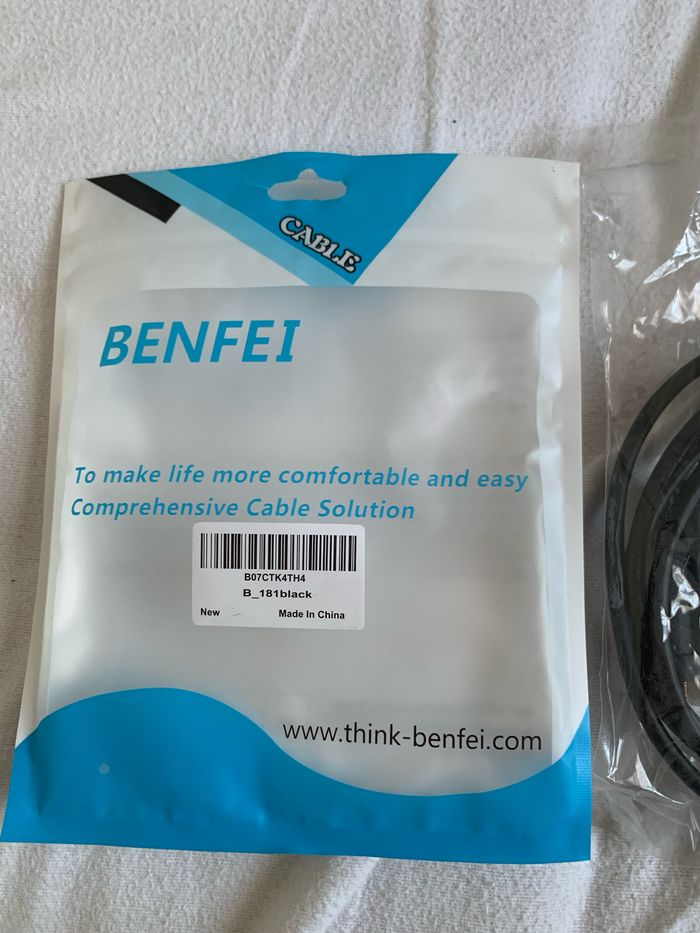 CABLE
BENFEI
To make life more comfortable and easy
Comprehensive Cable Solution
B07CTK4TH4
B_181black
New Made In China
www.think-benfei.com